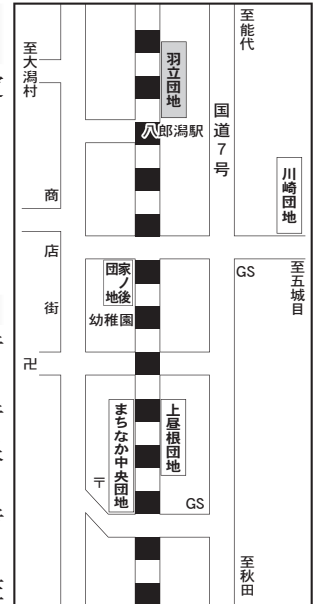 至能代
至大潟村
羽立団地
国道7号
八郎潟駅
川崎団地
商店街
GS
至五城目
家ノ後団地
幼稚園
卍
まちなか中央団地
上昼根団地
〒
GS
至秋田